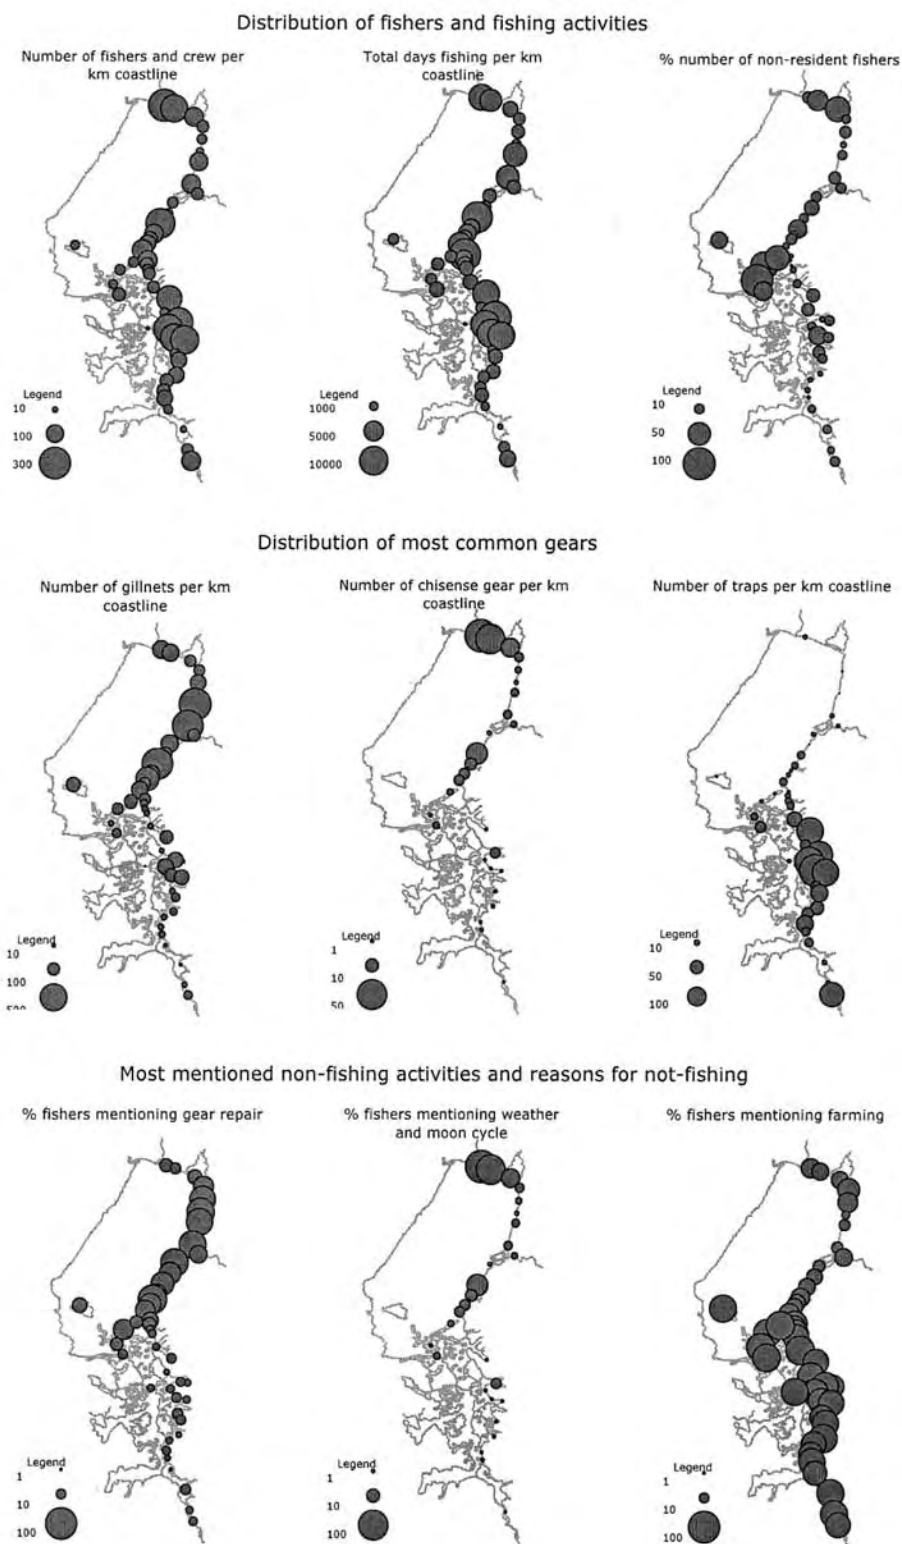 Distribution of fishers and fishing activities
Number of fishers and crew per
km coastline
Total days fishing per km
coastline
% number of non-resident fishers
Legend
10
100
300
Legend
1000
5000
10000
Legend
10
50
100
Distribution of most common gears
Number of gillnets per km
coastline
Number of chisense gear per km
coastline
Number of traps per km coastline
Legend
10
100
Legend
1
10
50
Legend
10
50
100
Most mentioned non-fishing activities and reasons for not-fishing
% fishers mentioning gear repair
% fishers mentioning weather
and moon cycle
% fishers mentioning farming
Legend
1
10
100
Legend
1
10
100
Legend
1
10
100